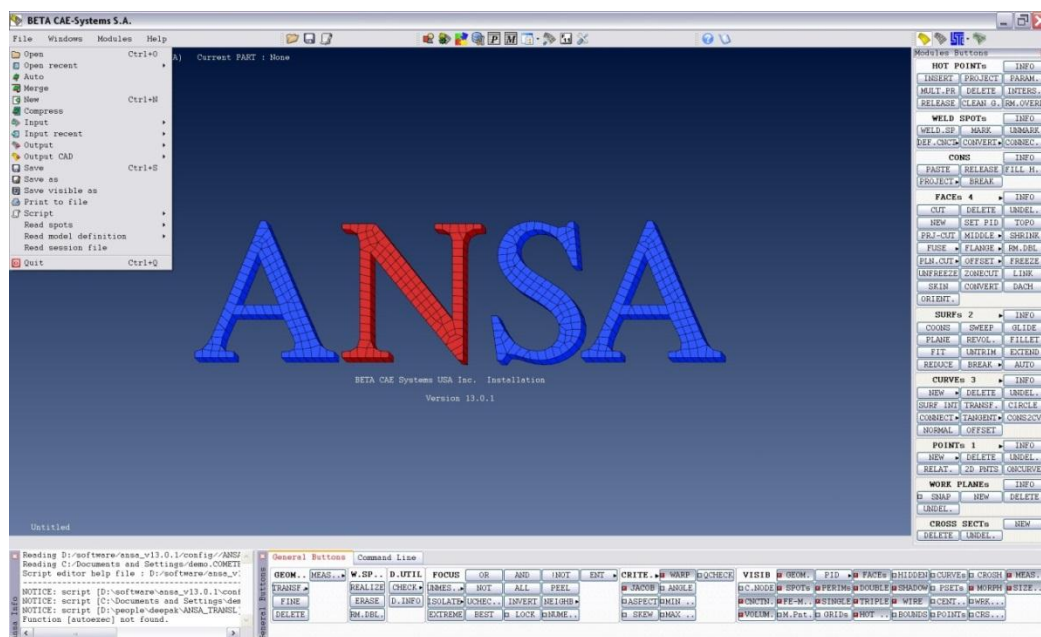 BETA CAE-Systems S.A.
File Windows Modules Help
Open Ctrl+O
Open recent
Auto
Merge
New Ctrl+N
Compress
Input
Input recent
Output
Output CAD
Save Ctrl+S
Save as
Save visible as
Print to file
Script
Read spots
Read model definition
Read session file
Quit Ctrl+Q
A) Current PART : None
ANSA
BETA CAE Systems USA Inc. Installation
Version 13.0.1
Untitled
Modules Buttons
HOT POINTs INFO
INSERT PROJECT PARAM.
MULT.PR DELETE INTERS.
RELEASE CLEAN G. RM.OVER
WELD SPOTs INFO
WELD.SP MARK UNMARK
DEF.CNCT CONVERT CONNEC.
CONS INFO
PASTE RELEASE FILL H.
PROJECT BREAK
FACEs 4 INFO
CUT DELETE UNDEL.
NEW SET PID TOPO
PRJ-CUT MIDDLE SHRINK
FUSE FLANGE RM.DBL
PLN.CUT OFFSET FREEZE
UNFREEZE ZONECUT LINK
SKIN CONVERT DACH
ORIENT.
SURFs 2 INFO
COONS SWEEP GLIDE
PLANE REVOL. FILLET
FIT UNTRIM EXTEND
REDUCE BREAK AUTO
CURVEs 3 INFO
NEW DELETE UNDEL.
SURF INT TRANSF. CIRCLE
CONNECT TANGENT CONS2CV
NORMAL OFFSET
POINTs 1 INFO
NEW DELETE UNDEL.
RELAT. 2D PNTS ONCURVE
WORK PLANEs INFO
SNAP NEW DELETE
UNDEL.
CROSS SECTs NEW
DELETE UNDEL.
Reading D:/software/ansa_v13.0.1/config//ANS
Reading C:/Documents and Settings/demo.COMET
Script editor help file : D:/software/ansa_v
NOTICE: script [D:\software\ansa_v13.0.1\conf
NOTICE: script [C:\Documents and Settings\dem
NOTICE: script [D:\people\deepak\ANSA_TRANSL
Function [autoexec] not found.
Ansa info
General Buttons
General Buttons Command Line
GEOM.. MEAS.. W.SP.. D.UTIL FOCUS OR AND !NOT ENT CRITE. WARP QCHECK VISIB GEOM. PID FACEs HIDDEN CURVEs CROSH MEAS.
TRANSF REALIZE CHECK UNMES.. NOT ALL PEEL JACOB ANGLE C.NODE SPOTs PERIMs DOUBLE SHADOW PSETs MORPH SIZE..
FINE ERASE D.INFO ISOLATE UCHEC.. INVERT NEIGHB ASPECT MIN .. CNCTN. FE-M.. SINGLE TRIPLE WIRE CENT.. WRK...
DELETE RM.DBL. EXTREME BEST LOCK NUME.. SKEW MAX .. VOLUM. M.Pnt. GRIDs HOT .. BOUNDS POINTs CRS...